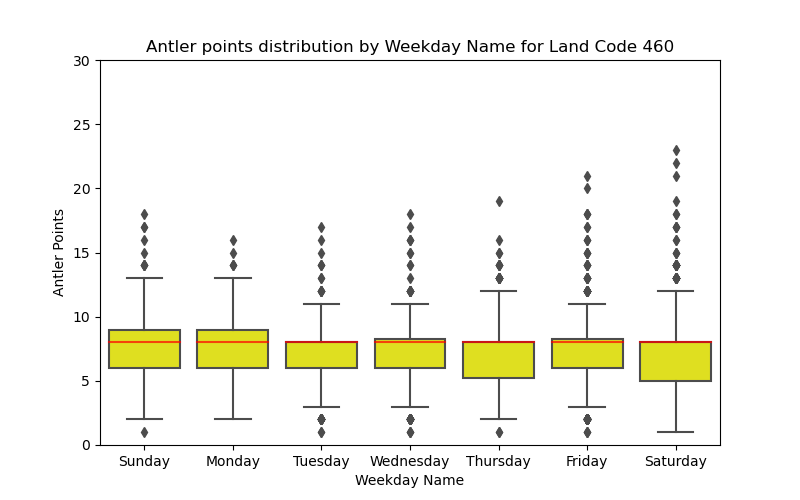 Antler points distribution by Weekday Name for Land Code 460
30
25
20
15
10
5
0
Antler Points
Sunday Monday Tuesday Wednesday Thursday Friday Saturday
Weekday Name